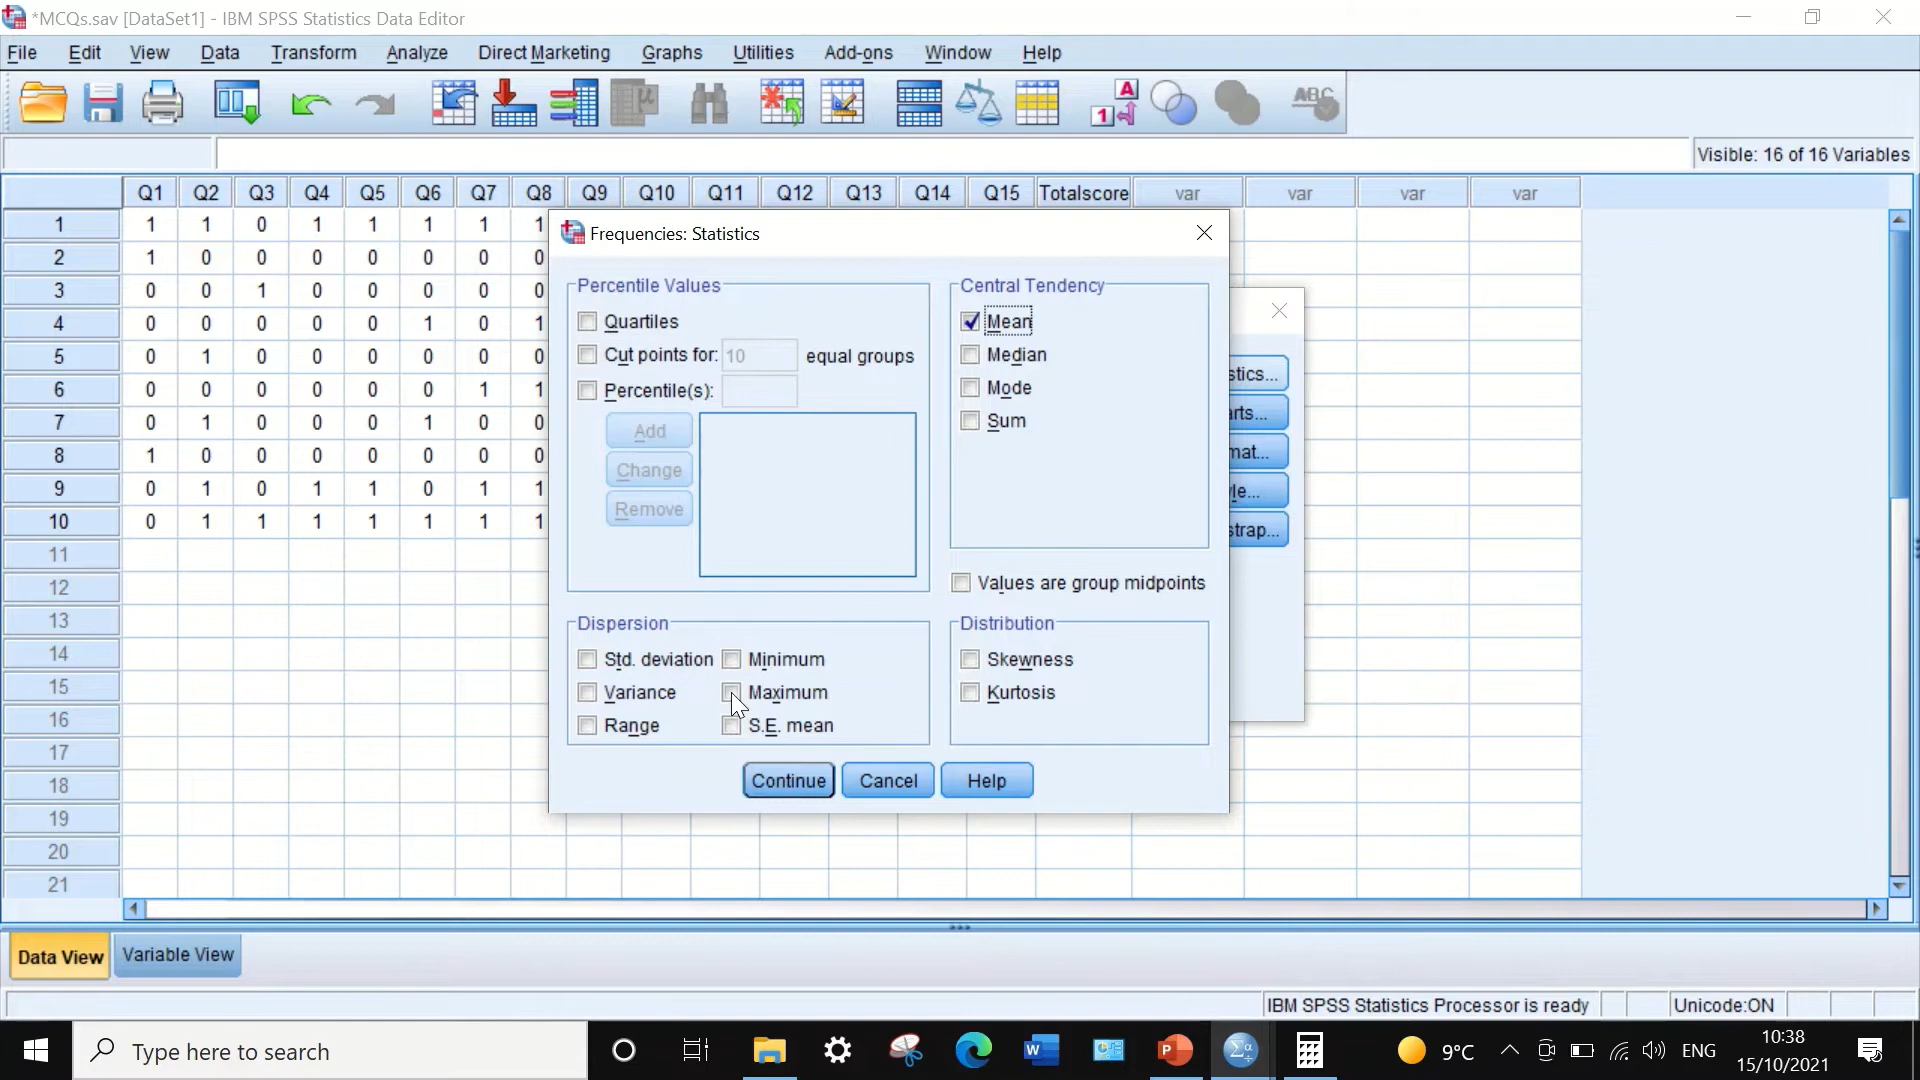 *MCQs.sav [DataSet1] - IBM SPSS Statistics Data Editor
File Edit View Data Transform Analyze Direct Marketing Graphs Utilities Add-ons Window Help
Visible: 16 of 16 Variables
Q1 Q2 Q3 Q4 Q5 Q6 Q7 Q8 Q9 Q10 Q11 Q12 Q13 Q14 Q15 Totalscore var var var var
1 1 1 0 1 1 1 1 1
2 1 0 0 0 0 0 0 0
3 0 0 1 0 0 0 0 0
4 0 0 0 0 0 1 0 1
5 0 1 0 0 0 0 0 0
6 0 0 0 0 0 0 1 1
7 0 1 0 0 0 1 0 0
8 1 0 0 0 0 0 0 0
9 0 1 0 1 1 0 1 1
10 0 1 1 1 1 1 1 1
11
12
13
14
15
16
17
18
19
20
21
Frequencies: Statistics
Percentile Values
Quartiles
Cut points for: 10 equal groups
Percentile(s):
Add
Change
Remove
Central Tendency
Mean
Median
Mode
Sum
Values are group midpoints
Dispersion
Std. deviation Minimum
Variance Maximum
Range S.E. mean
Distribution
Skewness
Kurtosis
Continue Cancel Help
stics...
arts...
mat...
le...
strap...
Data View Variable View
IBM SPSS Statistics Processor is ready Unicode:ON
Type here to search
9°C ENG 10:38
15/10/2021